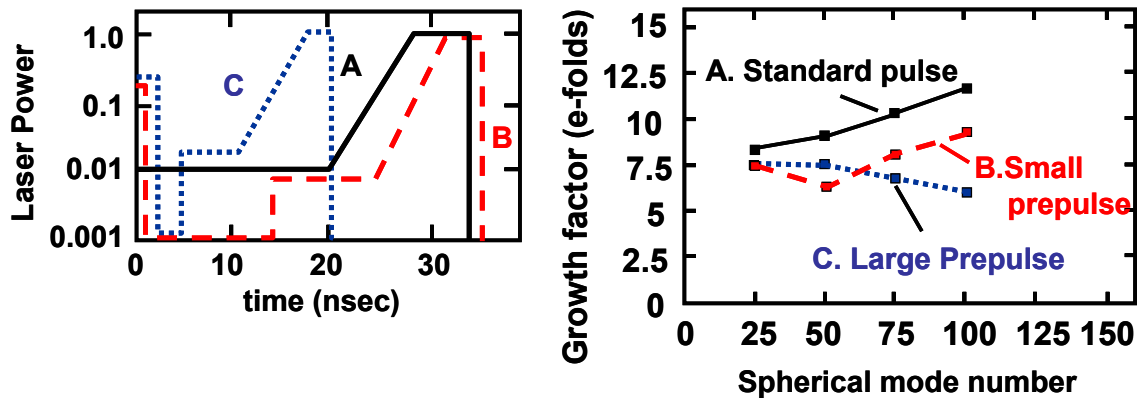 Laser Power
1.0
0.1
0.01
0.001
C
A
B
0
10
20
30
time (nsec)
Growth factor (e-folds)
15
12.5
10
7.5
5
2.5
0
A. Standard pulse
B.Small
prepulse
C. Large Prepulse
0 25 50 75 100 125 150
Spherical mode number